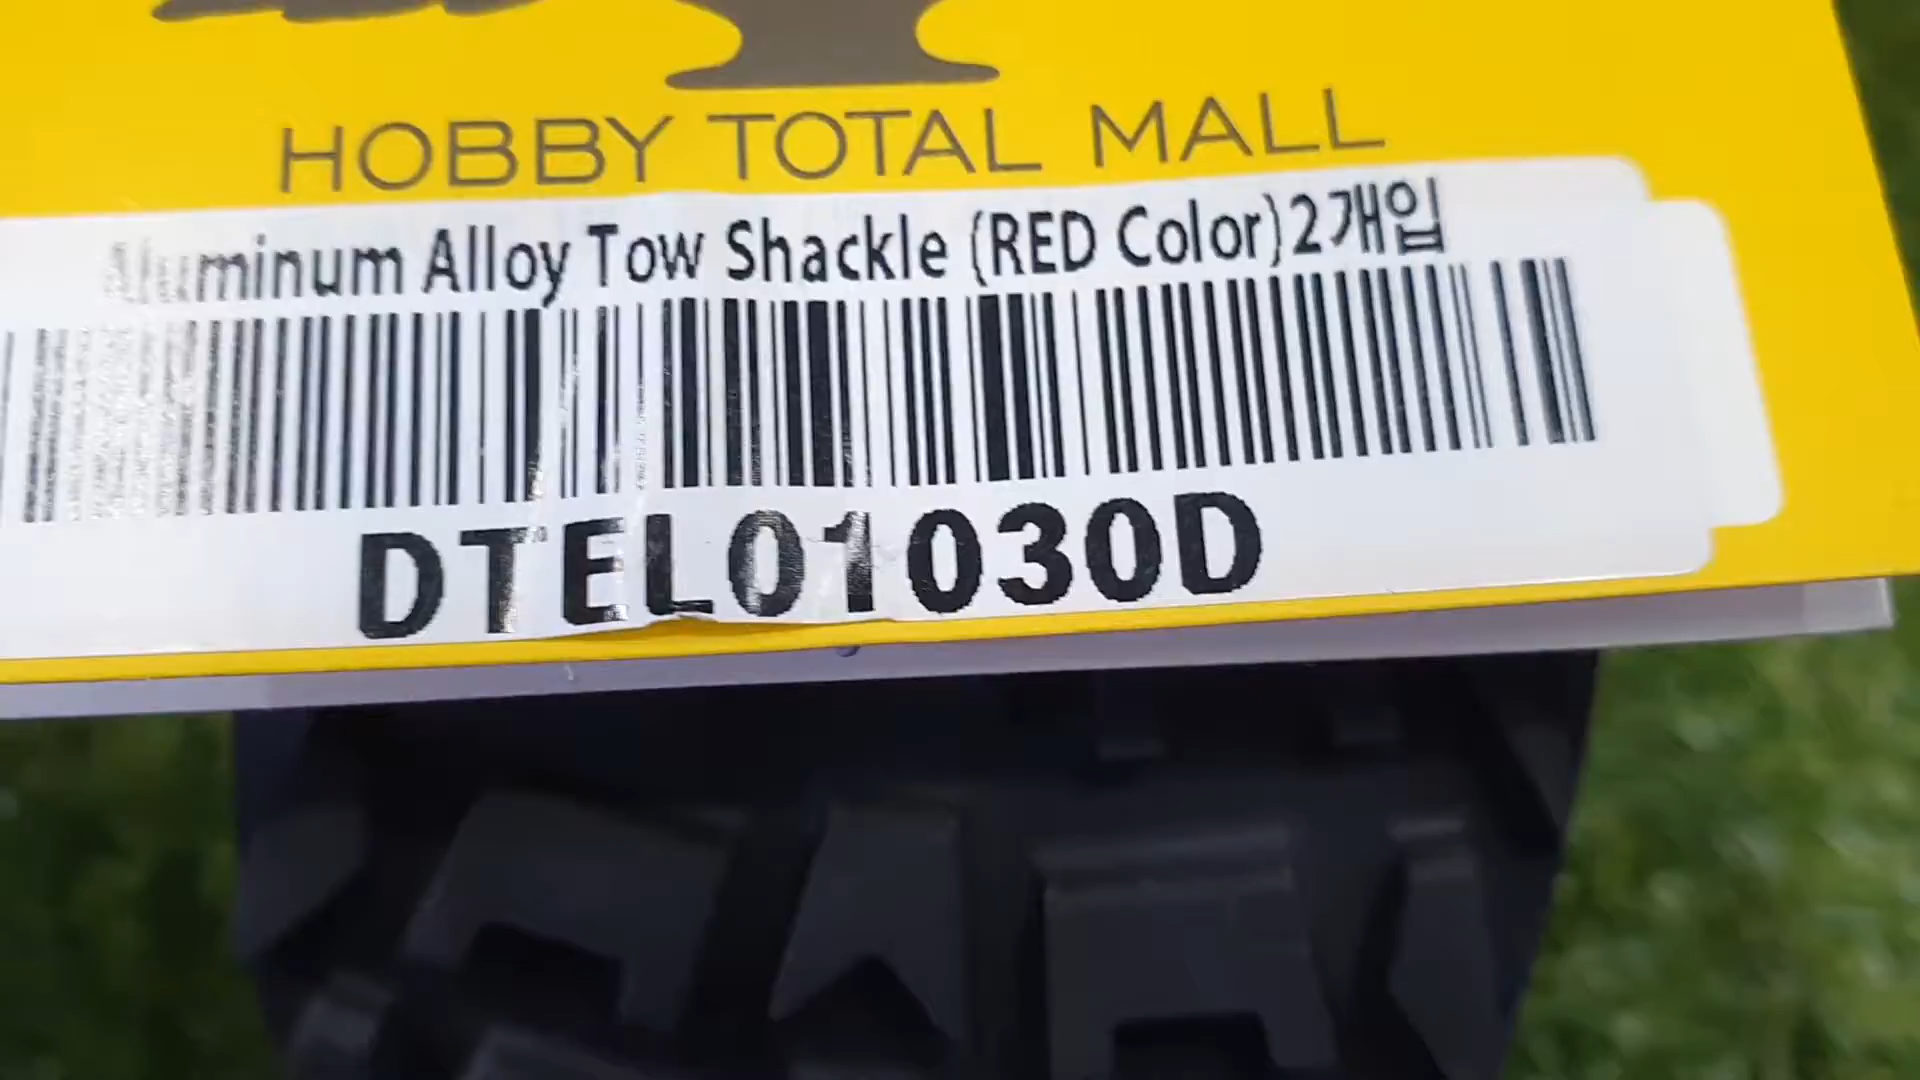 HOBBY TOTAL MALL
Aluminum Alloy Tow Shackle (RED Color)2개입
DTEL01030D